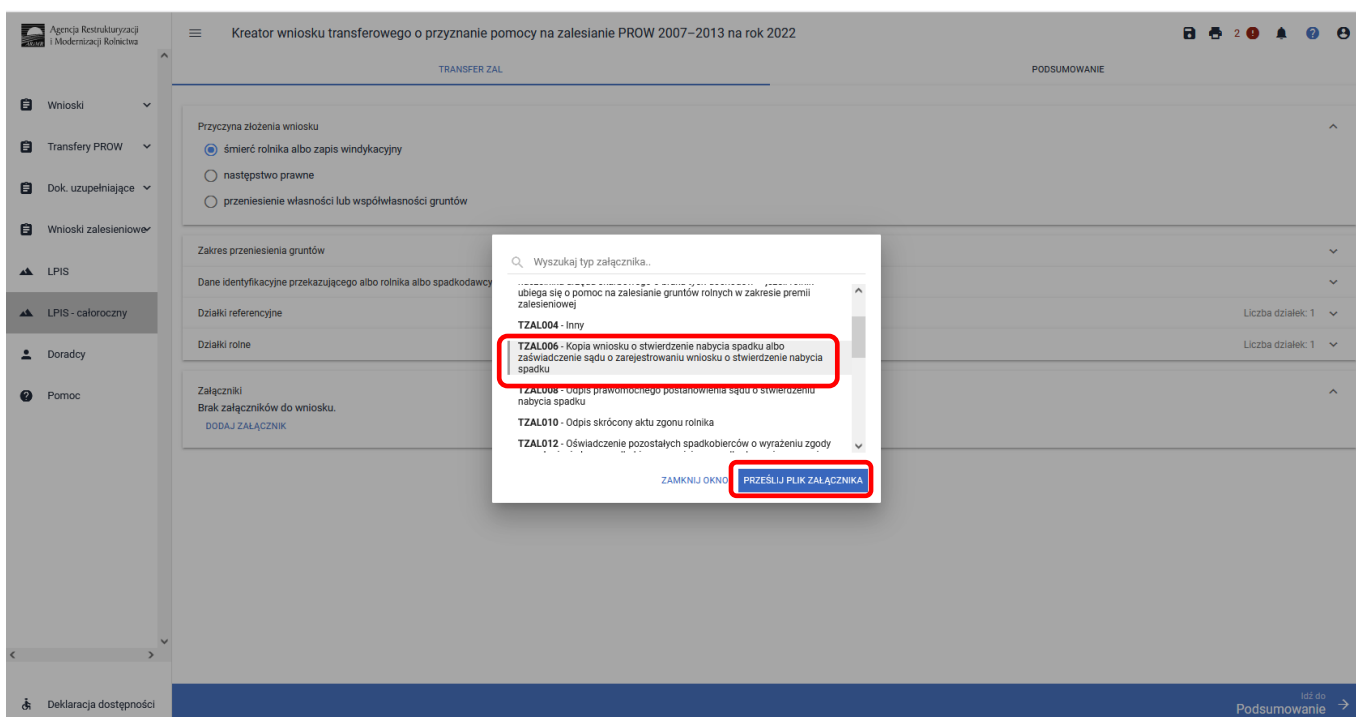 Agencja Restrukturyzacji
i Modernizacji Rolnictwa
Kreator wniosku transferowego o przyznanie pomocy na zalesianie PROW 2007–2013 na rok 2022
2
TRANSFER ZAL
PODSUMOWANIE
Wnioski
Transfery PROW
Dok. uzupełniające
Wnioski zalesieniowe
LPIS
LPIS - całoroczny
Doradcy
Pomoc
Deklaracja dostępności
Przyczyna złożenia wniosku
śmierć rolnika albo zapis windykacyjny
następstwo prawne
przeniesienie własności lub współwłasności gruntów
Zakres przeniesienia gruntów
Dane identyfikacyjne przekazującego albo rolnika albo spadkodawcy
Działki referencyjne
Liczba działek: 1
Działki rolne
Liczba działek: 1
Załączniki
Brak załączników do wniosku.
DODAJ ZAŁĄCZNIK
Wyszukaj typ załącznika..
ubiega się o pomoc na zalesianie gruntów rolnych w zakresie premii
zalesieniowej
TZAL004 - Inny
TZAL006 - Kopia wniosku o stwierdzenie nabycia spadku albo
zaświadczenie sądu o zarejestrowaniu wniosku o stwierdzenie nabycia
spadku
TZAL008 - Odpis prawomocnego postanowienia sądu o stwierdzeniu
nabycia spadku
TZAL010 - Odpis skrócony aktu zgonu rolnika
TZAL012 - Oświadczenie pozostałych spadkobierców o wyrażeniu zgody
ZAMKNIJ OKNO
PRZEŚLIJ PLIK ZAŁĄCZNIKA
Idź do
Podsumowanie